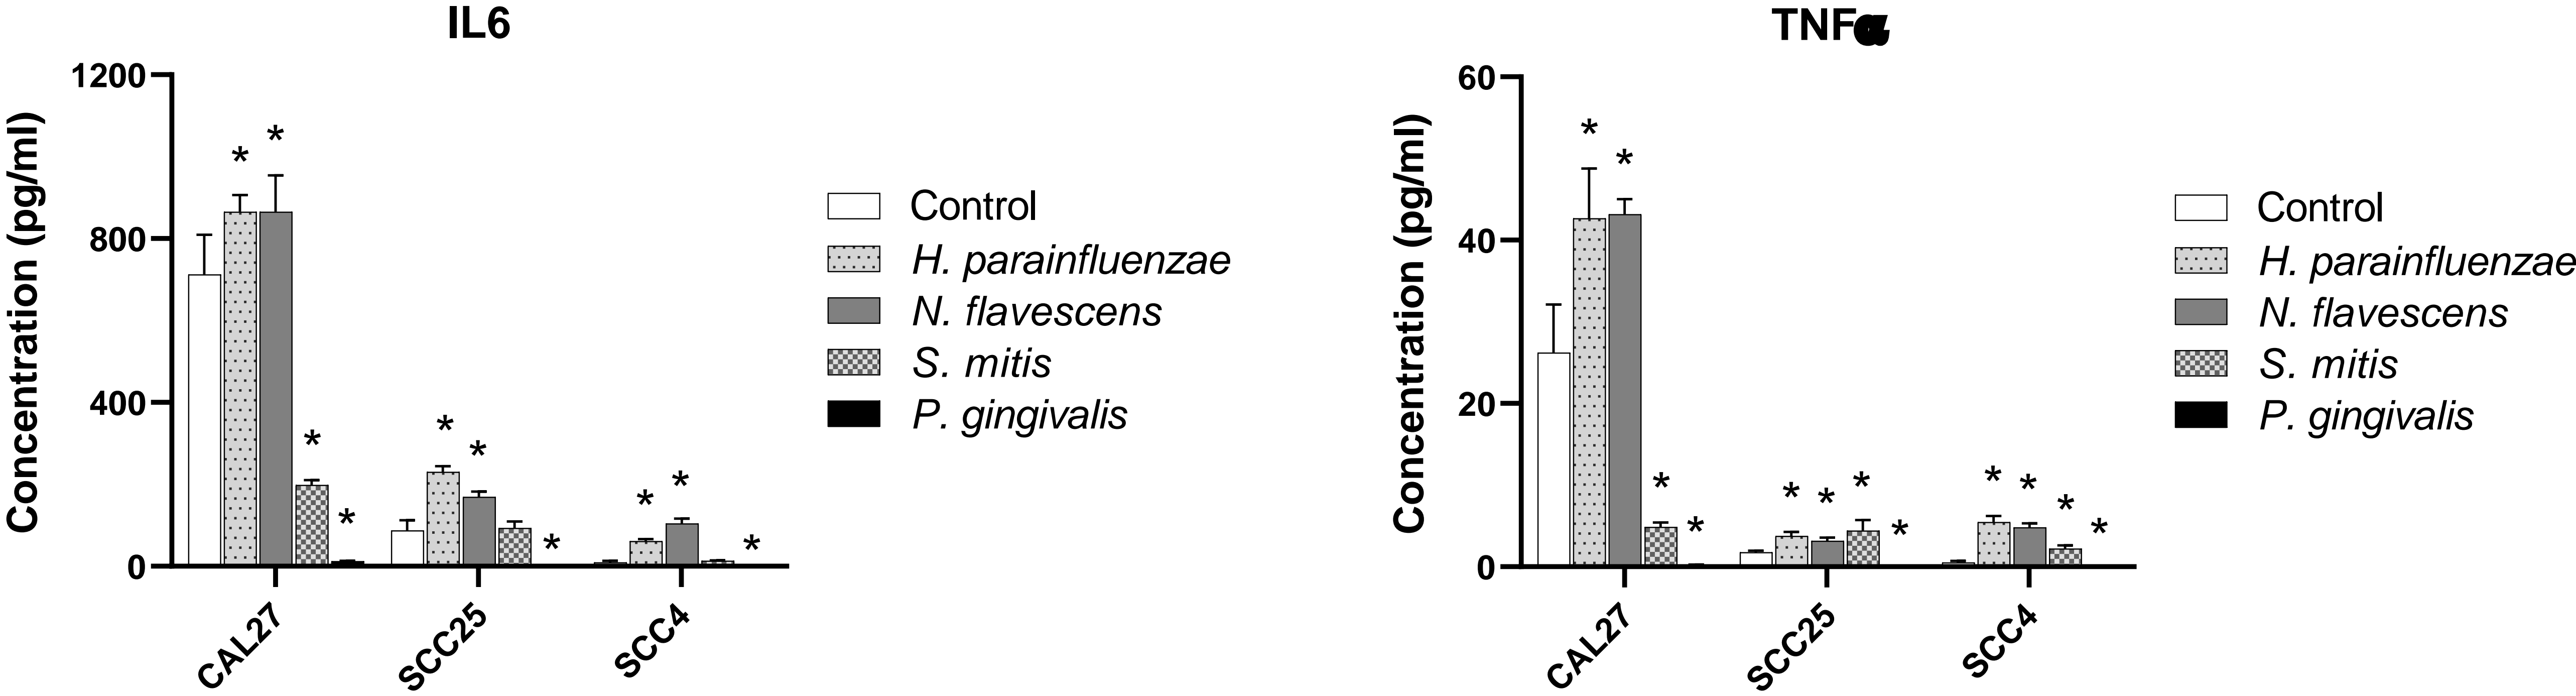 IL6
Concentration (pg/ml)
1200
800
400
0
* * * *
* * *
* * *
CAL27
SCC25
SCC4
Control
H. parainfluenzae
N. flavescens
S. mitis
P. gingivalis
TNFα
Concentration (pg/ml)
60
40
20
0
* * * *
* * * *
* * * *
CAL27
SCC25
SCC4
Control
H. parainfluenzae
N. flavescens
S. mitis
P. gingivalis